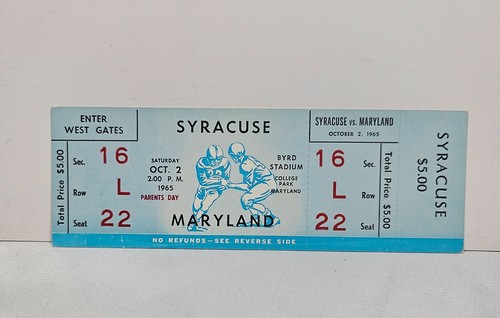 ENTER
WEST GATES
Total Price $5.00
Sec. 16
Row L
Seat 22
SYRACUSE
SATURDAY
OCT. 2
2:00 P. M.
1965
PARENTS DAY
BYRD
STADIUM
COLLEGE
PARK
MARYLAND
MARYLAND
NO REFUNDS—SEE REVERSE SIDE
SYRACUSE vs. MARYLAND
OCTOBER 2, 1965
16 Sec.
L Row
22 Seat
Total Price $5.00
SYRACUSE
$5.00